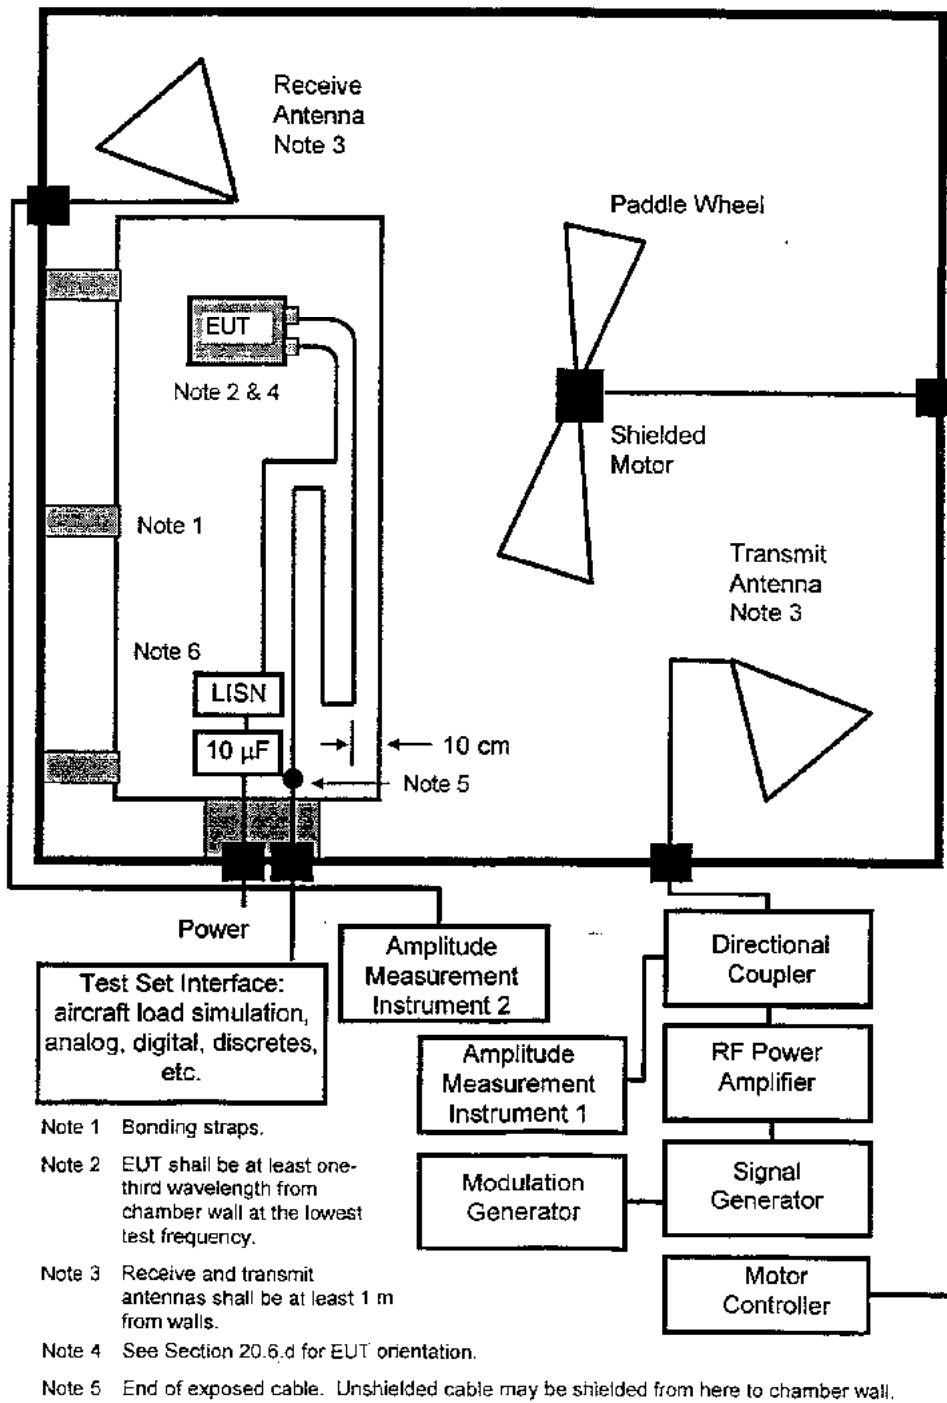 Receive
Antenna
Note 3
Paddle Wheel
EUT
Note 2 & 4
Shielded
Motor
Note 1
Transmit
Antenna
Note 3
Note 6
LISN
10 µF
10 cm
Note 5
Power
Test Set Interface:
aircraft load simulation,
analog, digital, discretes,
etc.
Amplitude
Measurement
Instrument 2
Directional
Coupler
Amplitude
Measurement
Instrument 1
RF Power
Amplifier
Modulation
Generator
Signal
Generator
Motor
Controller
Note 1 Bonding straps.
Note 2 EUT shall be at least one-
third wavelength from
chamber wall at the lowest
test frequency.
Note 3 Receive and transmit
antennas shall be at least 1 m
from walls.
Note 4 See Section 20.6.d for EUT orientation.
Note 5 End of exposed cable. Unshielded cable may be shielded from here to chamber wall.